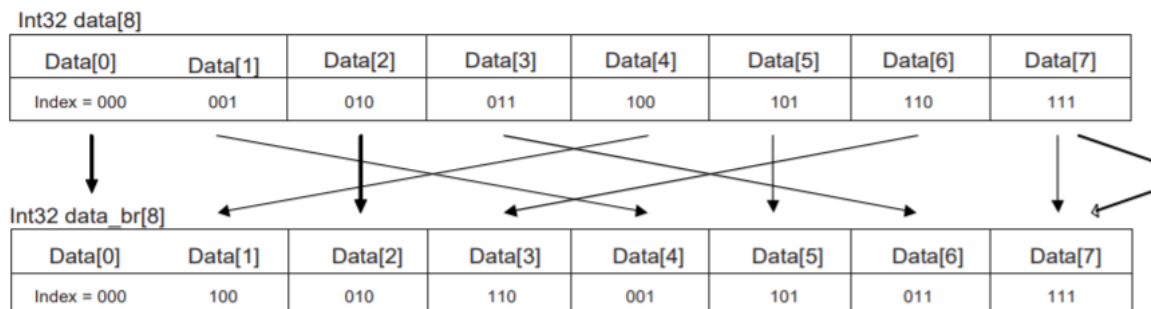 Int32 data[8]
Data[0] Data[1] Data[2] Data[3] Data[4] Data[5] Data[6] Data[7]
Index = 000 001 010 011 100 101 110 111
Int32 data_br[8]
Data[0] Data[1] Data[2] Data[3] Data[4] Data[5] Data[6] Data[7]
Index = 000 100 010 110 001 101 011 111